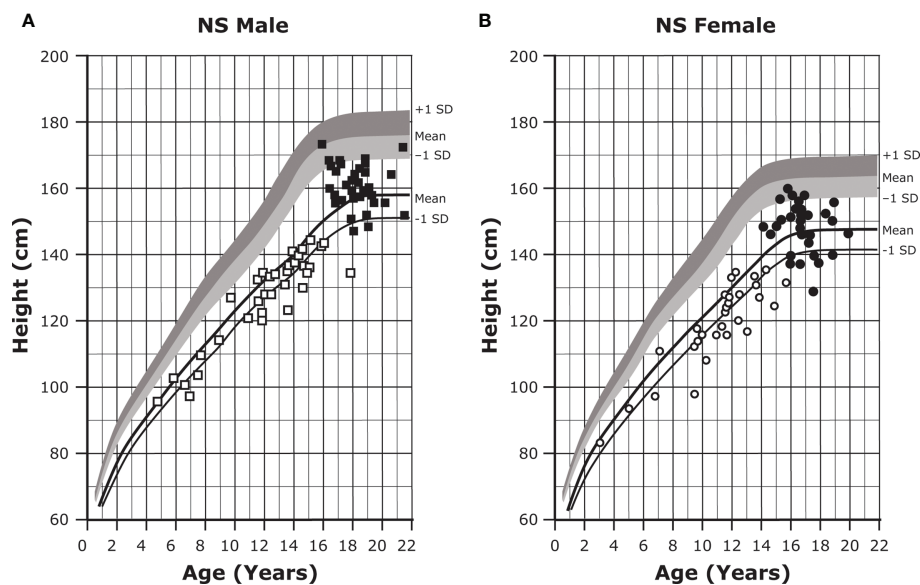 A
NS Male
Height (cm)
200
180
160
140
120
100
80
60
+1 SD
Mean
–1 SD
Mean
-1 SD
0 2 4 6 8 10 12 14 16 18 20 22
Age (Years)
B
NS Female
Height (cm)
200
180
160
140
120
100
80
60
+1 SD
Mean
–1 SD
Mean
-1 SD
0 2 4 6 8 10 12 14 16 18 20 22
Age (Years)